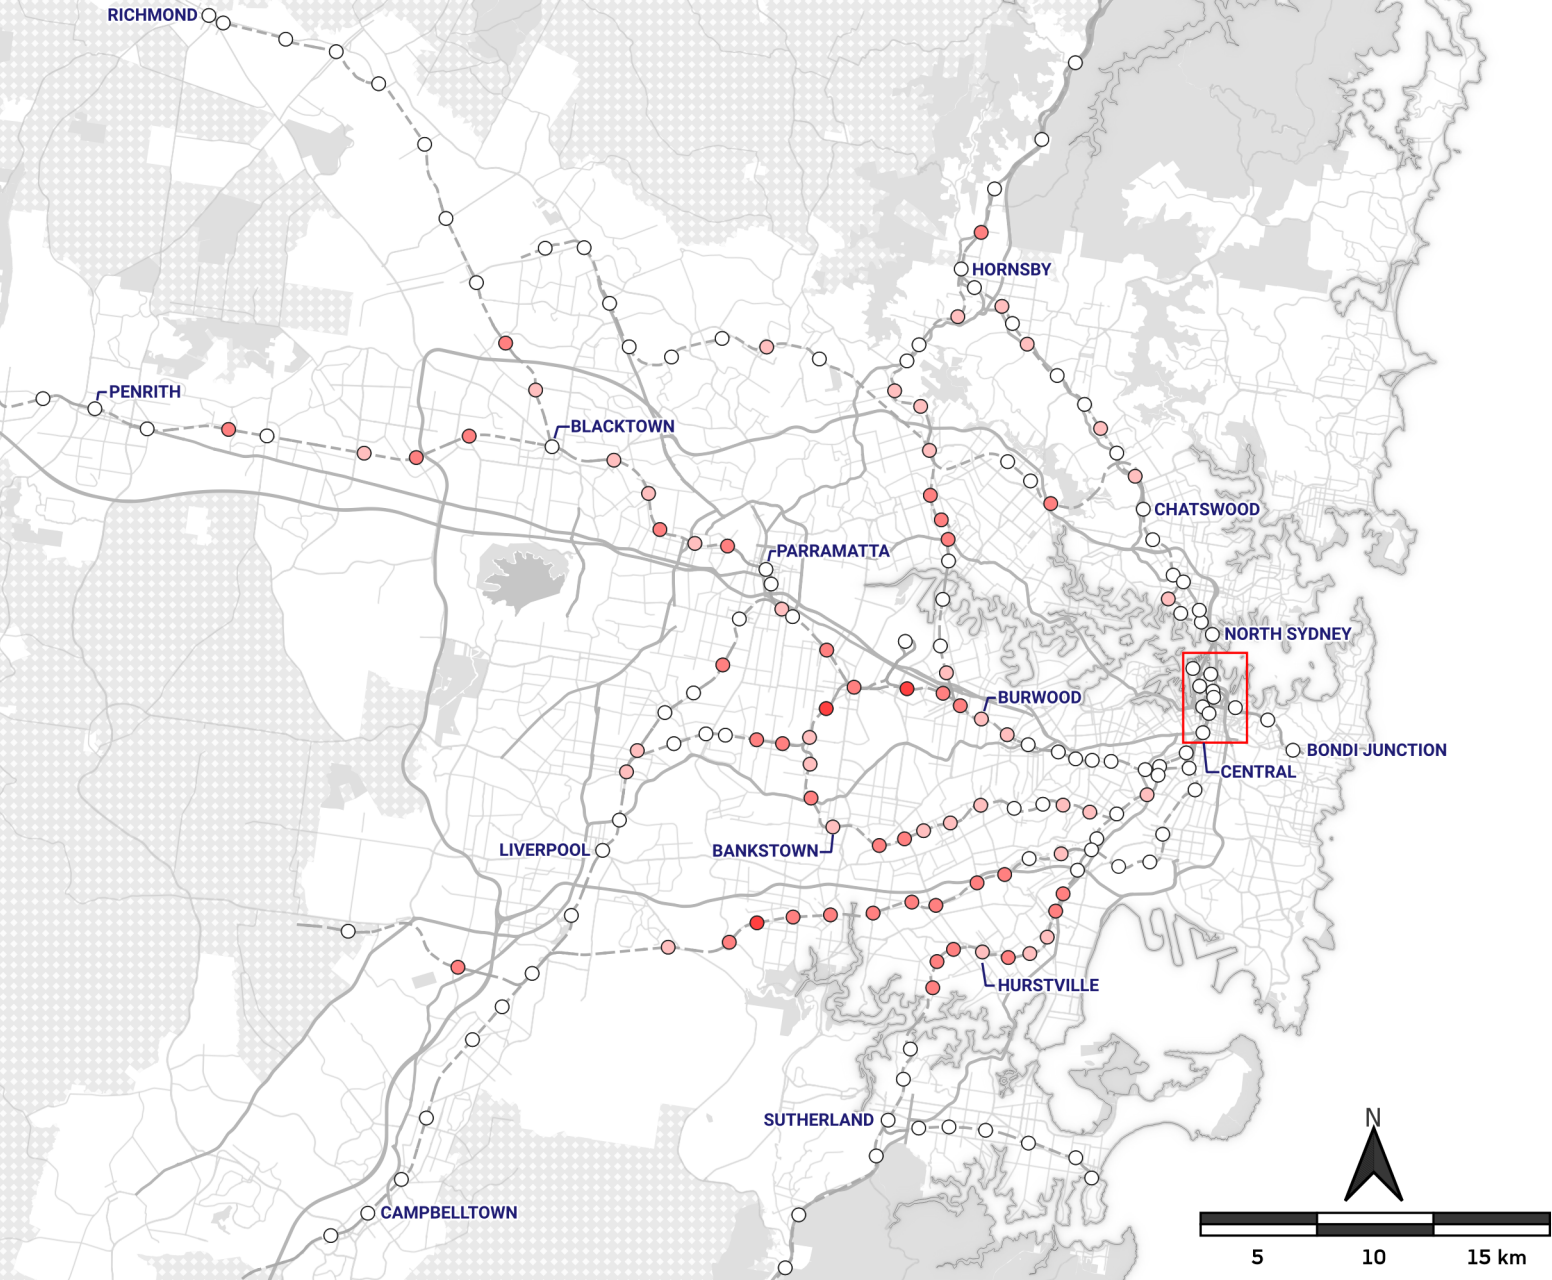 RICHMOND
HORNSBY
PENRITH
BLACKTOWN
CHATSWOOD
PARRAMATTA
NORTH SYDNEY
BURWOOD
BONDI JUNCTION
CENTRAL
LIVERPOOL
BANKSTOWN
HURSTVILLE
SUTHERLAND
N
CAMPBELLTOWN
5 10 15 km